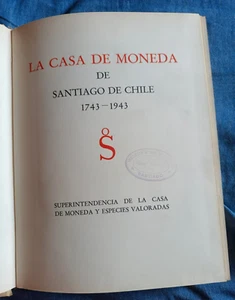 LA CASA DE MONEDA
DE
SANTIAGO DE CHILE
1743-1943
S
SUPERINTENDENCIA DE LA CASA
DE MONEDA Y ESPECIES VALORADAS